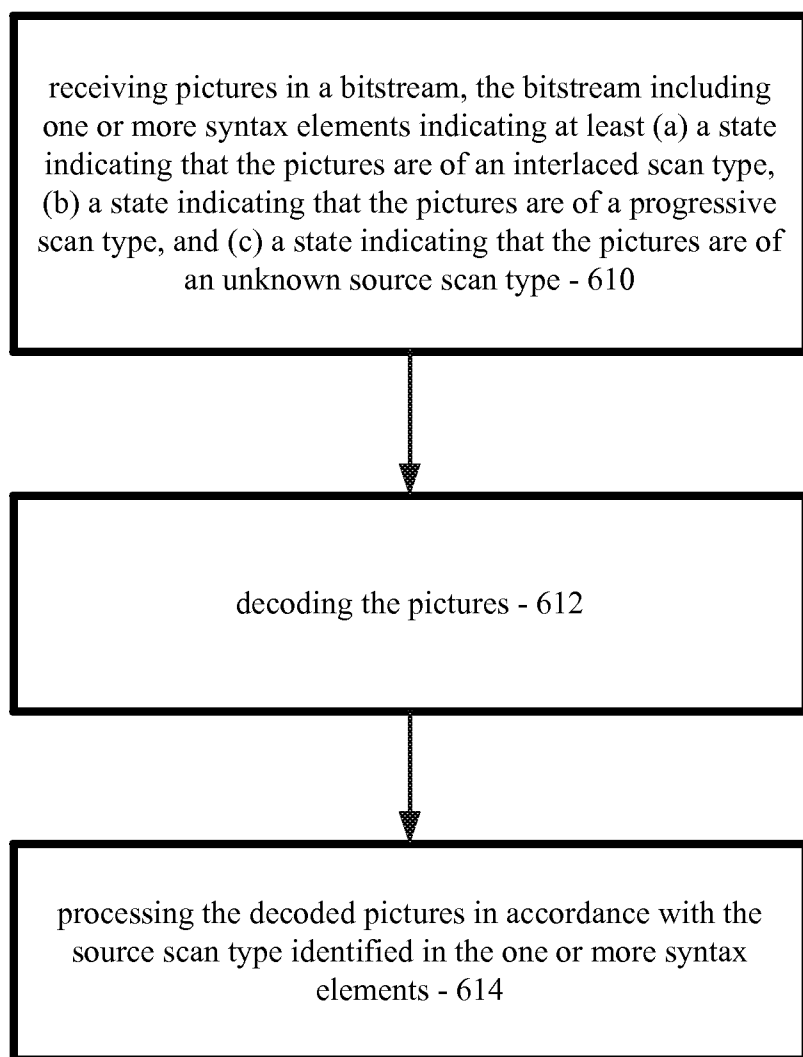 receiving pictures in a bitstream, the bitstream including
one or more syntax elements indicating at least (a) a state
indicating that the pictures are of an interlaced scan type,
(b) a state indicating that the pictures are of a progressive
scan type, and (c) a state indicating that the pictures are of
an unknown source scan type - 610
decoding the pictures - 612
processing the decoded pictures in accordance with the
source scan type identified in the one or more syntax
elements - 614